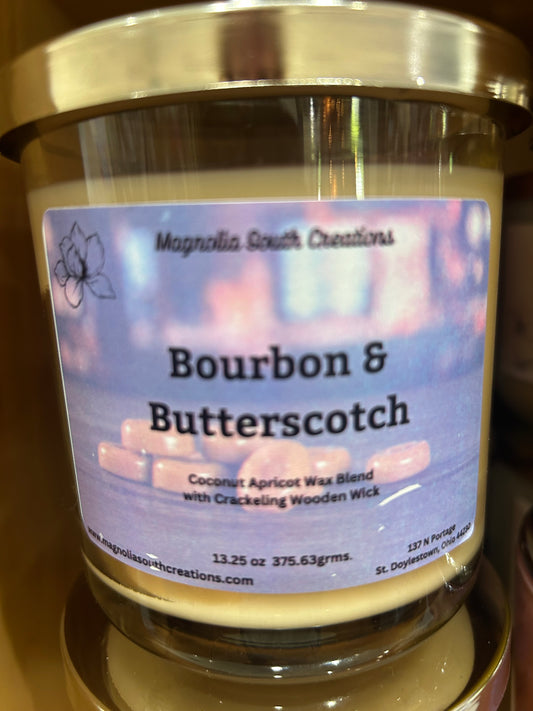 Magnolia South Creations
Bourbon &
Butterscotch
Coconut Apricot Wax Blend
with Crackeling Wooden Wick
www.magnoliasouthcreations.com
13.25 oz 375.63grms.
137 N Portage
St. Doylestown, Ohio 44230